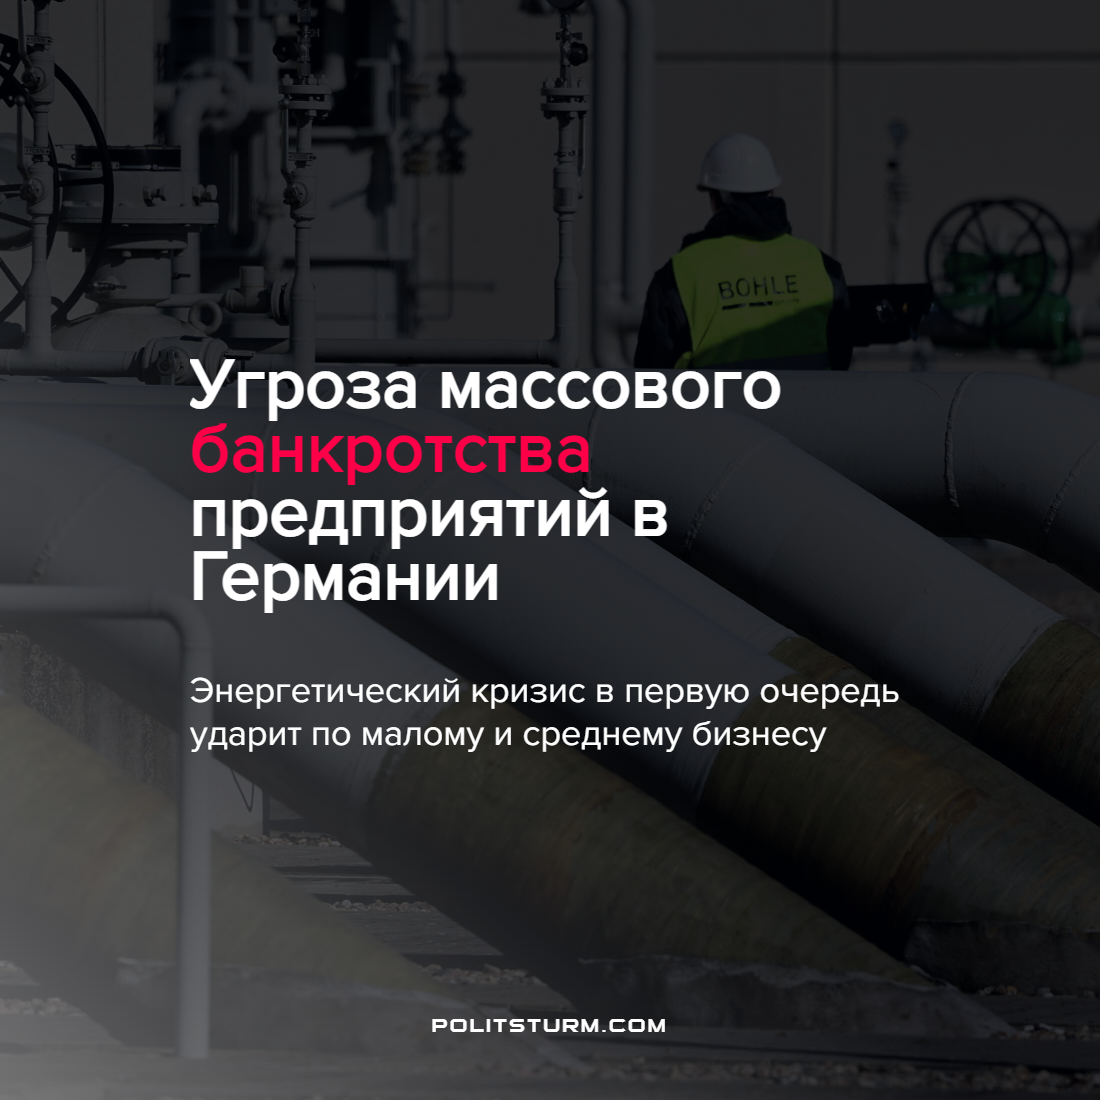 BOHLE
Угроза массового
банкротства
предприятий в
Германии
Энергетический кризис в первую очередь
ударит по малому и среднему бизнесу
POLITSTURM.COM